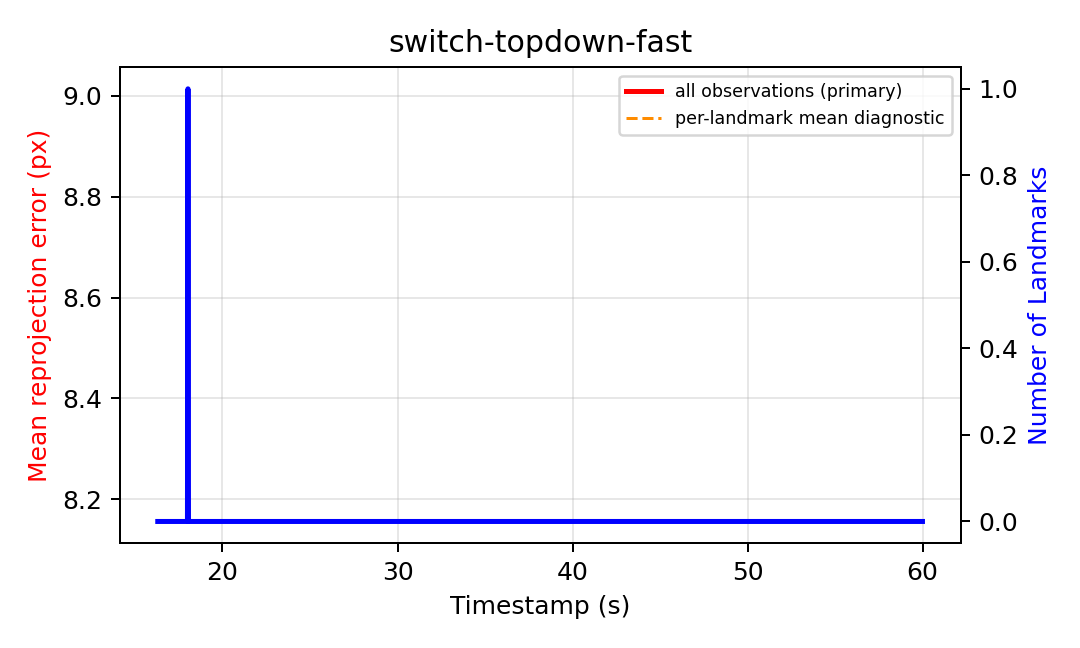 switch-topdown-fast
all observations (primary)
per-landmark mean diagnostic
Mean reprojection error (px)
9.0
8.8
8.6
8.4
8.2
1.0
0.8
0.6
0.4
0.2
0.0
Number of Landmarks
20
30
40
50
60
Timestamp (s)